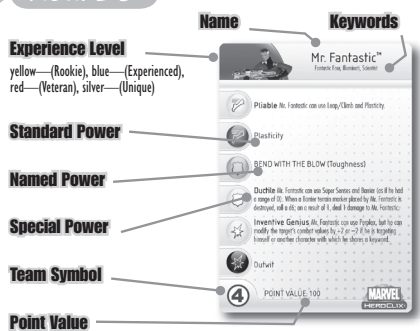 Name
Keywords
Experience Level
yellow—(Rookie), blue—(Experienced),
red—(Veteran), silver—(Unique)
Standard Power
Named Power
Special Power
Team Symbol
Point Value
Mr. Fantastic™
Fantastic Four, Illuminati, Scientist
Pliable Mr. Fantastic can use Leap/Climb and Plasticity.
Plasticity
BEND WITH THE BLOW (Toughness)
Ductile Mr. Fantastic can use Super Senses and Barrier (as if he had
a range of 0). When a Barrier terrain marker placed by Mr. Fantastic is
destroyed, roll a d6; on a result of 1, deal 1 damage to Mr. Fantastic.
Inventive Genius Mr. Fantastic can use Perplex, but he can
modify the target's combat values by +2 or -2 if he is targeting
himself or another character with which he shares a keyword.
Outwit
4
POINT VALUE: 100
MARVEL
HEROCLIX